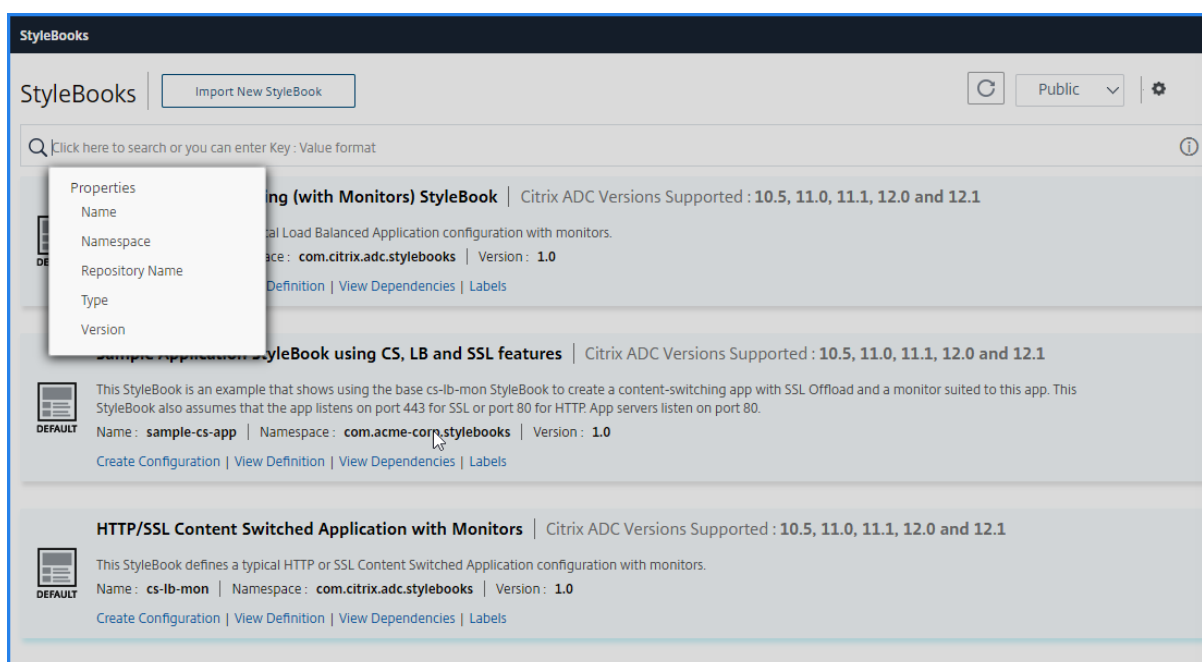 StyleBooks
StyleBooks
Import New StyleBook
Public
Click here to search or you can enter Key : Value format
Properties
Name
Namespace
Repository Name
Type
Version
ing (with Monitors) StyleBook | Citrix ADC Versions Supported : 10.5, 11.0, 11.1, 12.0 and 12.1
al Load Balanced Application configuration with monitors.
ace : com.citrix.adc.stylebooks | Version : 1.0
Definition | View Dependencies | Labels
DE
Sample Application StyleBook using CS, LB and SSL features | Citrix ADC Versions Supported : 10.5, 11.0, 11.1, 12.0 and 12.1
This StyleBook is an example that shows using the base cs-lb-mon StyleBook to create a content-switching app with SSL Offload and a monitor suited to this app. This
StyleBook also assumes that the app listens on port 443 for SSL or port 80 for HTTP. App servers listen on port 80.
DEFAULT
Name : sample-cs-app | Namespace : com.acme-corp.stylebooks | Version : 1.0
Create Configuration | View Definition | View Dependencies | Labels
HTTP/SSL Content Switched Application with Monitors | Citrix ADC Versions Supported : 10.5, 11.0, 11.1, 12.0 and 12.1
This StyleBook defines a typical HTTP or SSL Content Switched Application configuration with monitors.
DEFAULT
Name : cs-lb-mon | Namespace : com.citrix.adc.stylebooks | Version : 1.0
Create Configuration | View Definition | View Dependencies | Labels